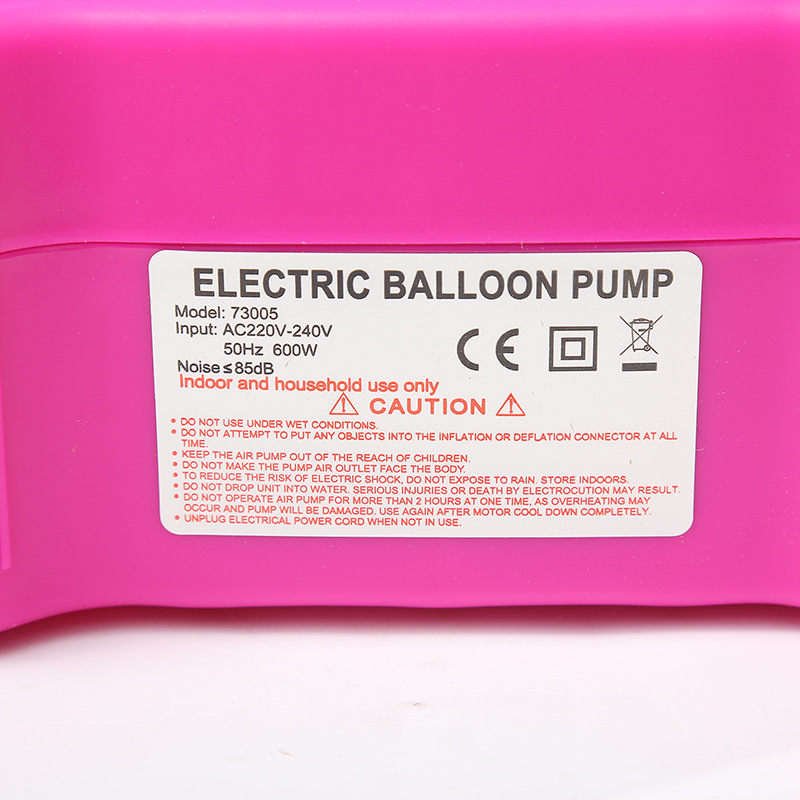 ELECTRIC BALLOON PUMP
Model: 73005
Input: AC220V-240V
50Hz 600W
Noise≤85dB
CE
Indoor and household use only
CAUTION
• DO NOT USE UNDER WET CONDITIONS.
• DO NOT ATTEMPT TO PUT ANY OBJECTS INTO THE INFLATION OR DEFLATION CONNECTOR AT ALL
TIME.
• KEEP THE AIR PUMP OUT OF THE REACH OF CHILDREN.
• DO NOT MAKE THE PUMP AIR OUTLET FACE THE BODY.
• TO REDUCE THE RISK OF ELECTRIC SHOCK, DO NOT EXPOSE TO RAIN. STORE INDOORS.
• DO NOT DROP UNIT INTO WATER. SERIOUS INJURIES OR DEATH BY ELECTROCUTION MAY RESULT.
• DO NOT OPERATE AIR PUMP FOR MORE THAN 2 HOURS AT ONE TIME, AS OVERHEATING MAY
OCCUR AND PUMP WILL BE DAMAGED. USE AGAIN AFTER MOTOR COOL DOWN COMPLETELY.
• UNPLUG ELECTRICAL POWER CORD WHEN NOT IN USE.